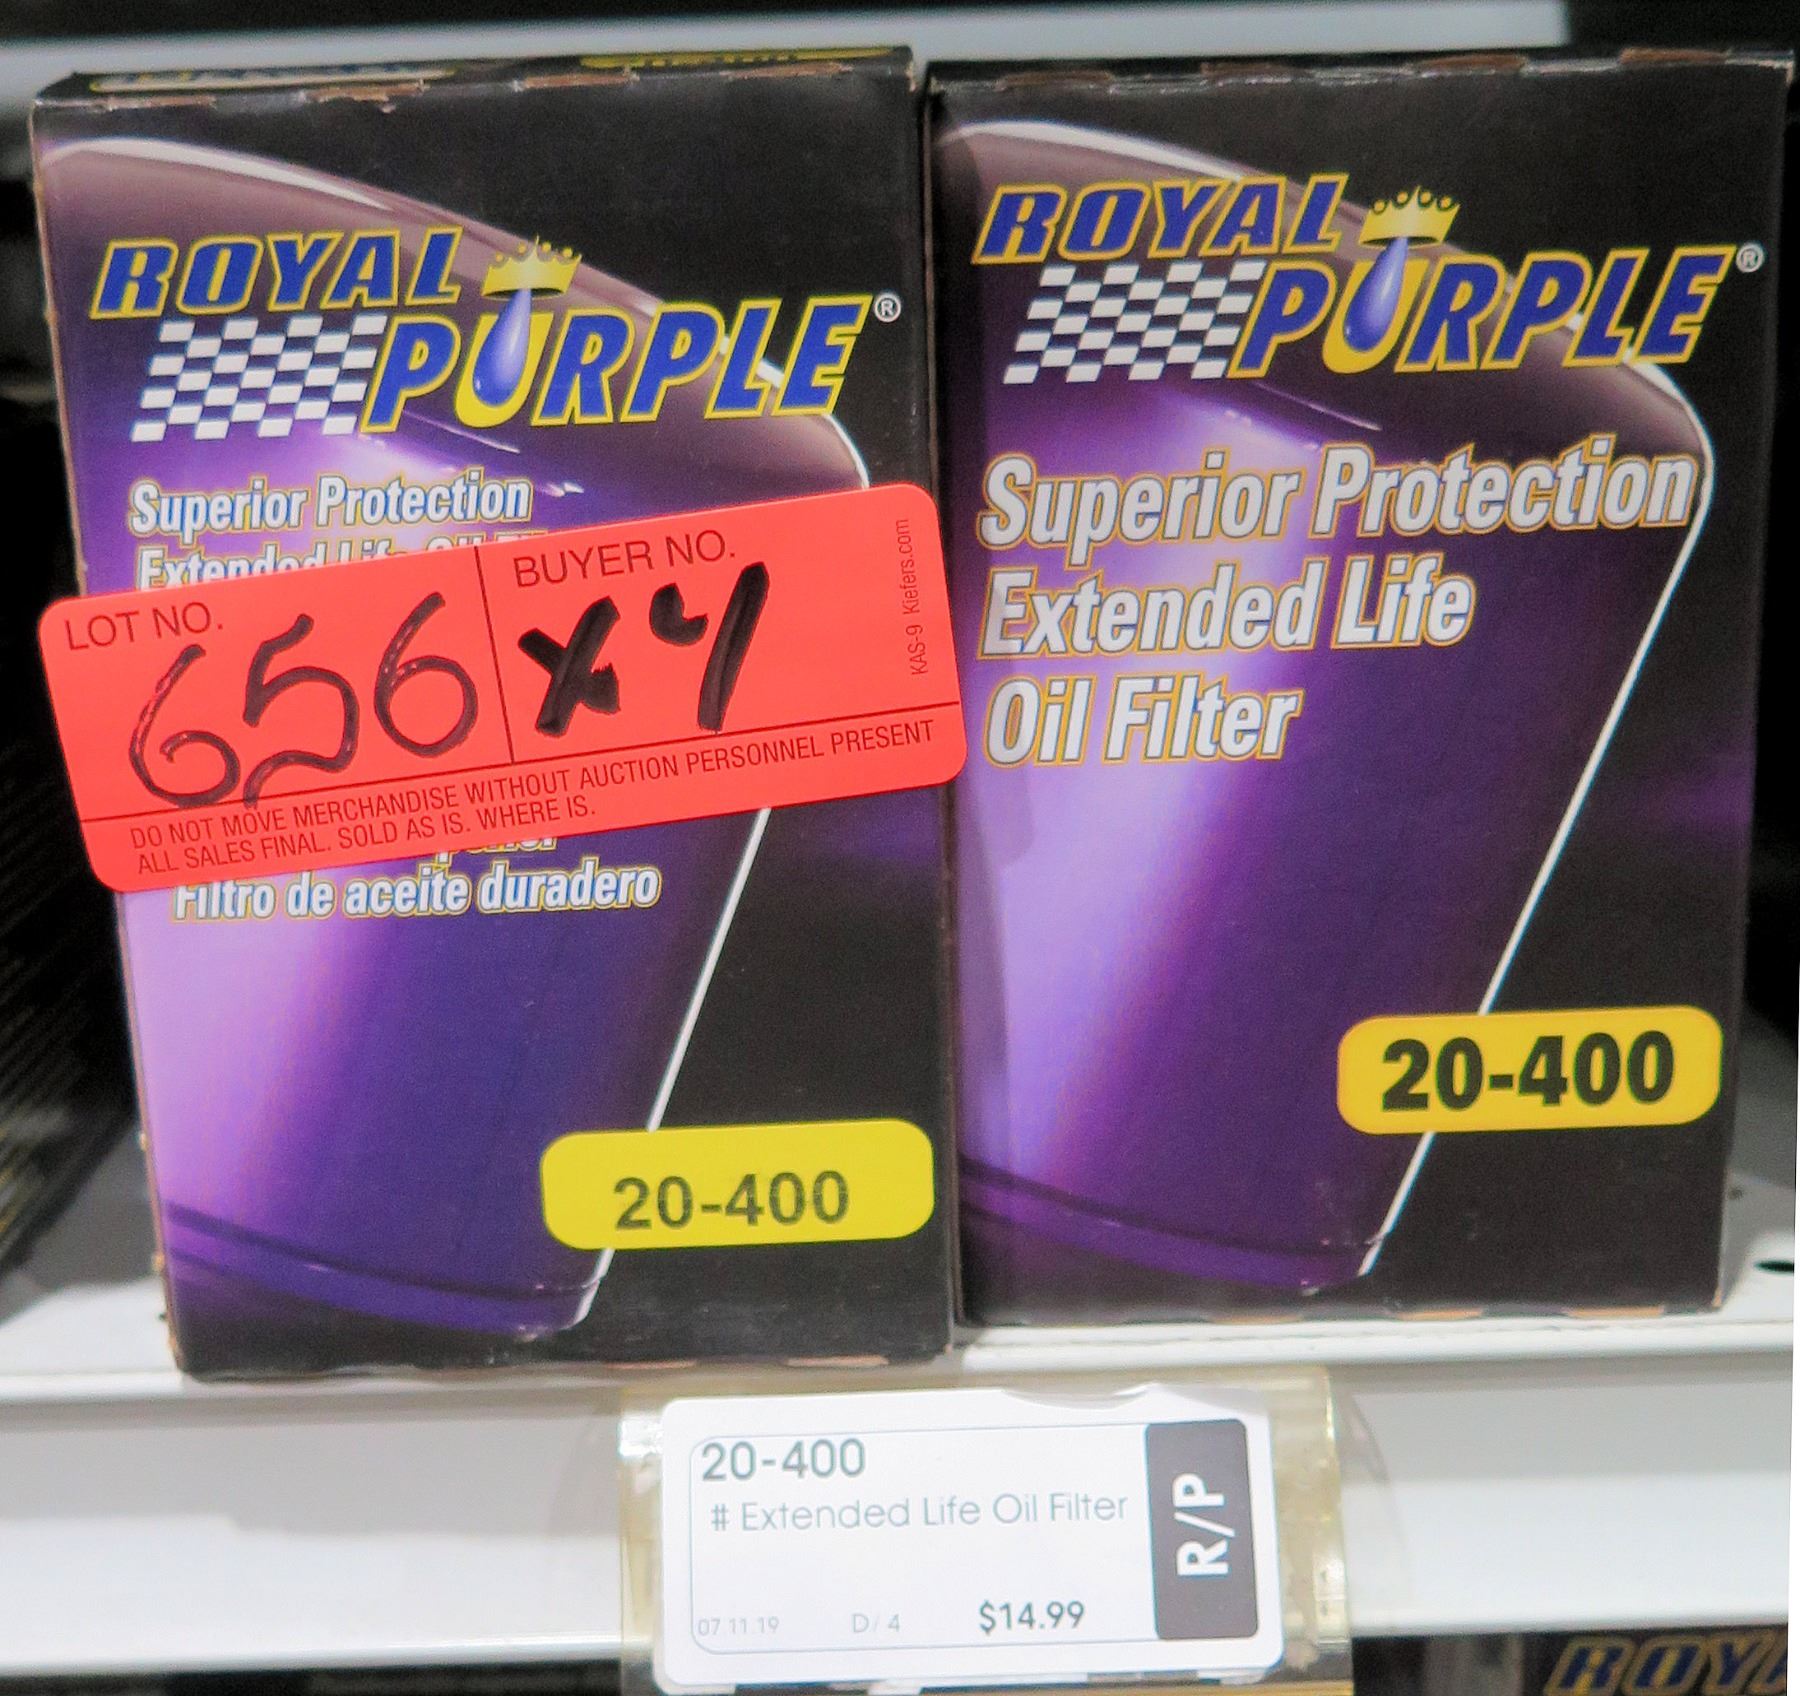 ROYAL
PURPLE®
Superior Protection
Extended Life
LOT NO.
656
BUYER NO.
x4
KAS-9 Kiefers.com
DO NOT MOVE MERCHANDISE WITHOUT AUCTION PERSONNEL PRESENT
ALL SALES FINAL. SOLD AS IS. WHERE IS.
Filtro de aceite duradero
20-400
ROYAL
PURPLE®
Superior Protection
Extended Life
Oil Filter
20-400
20-400
# Extended Life Oil Filter
07.11.19 D/4 $14.99
R/P